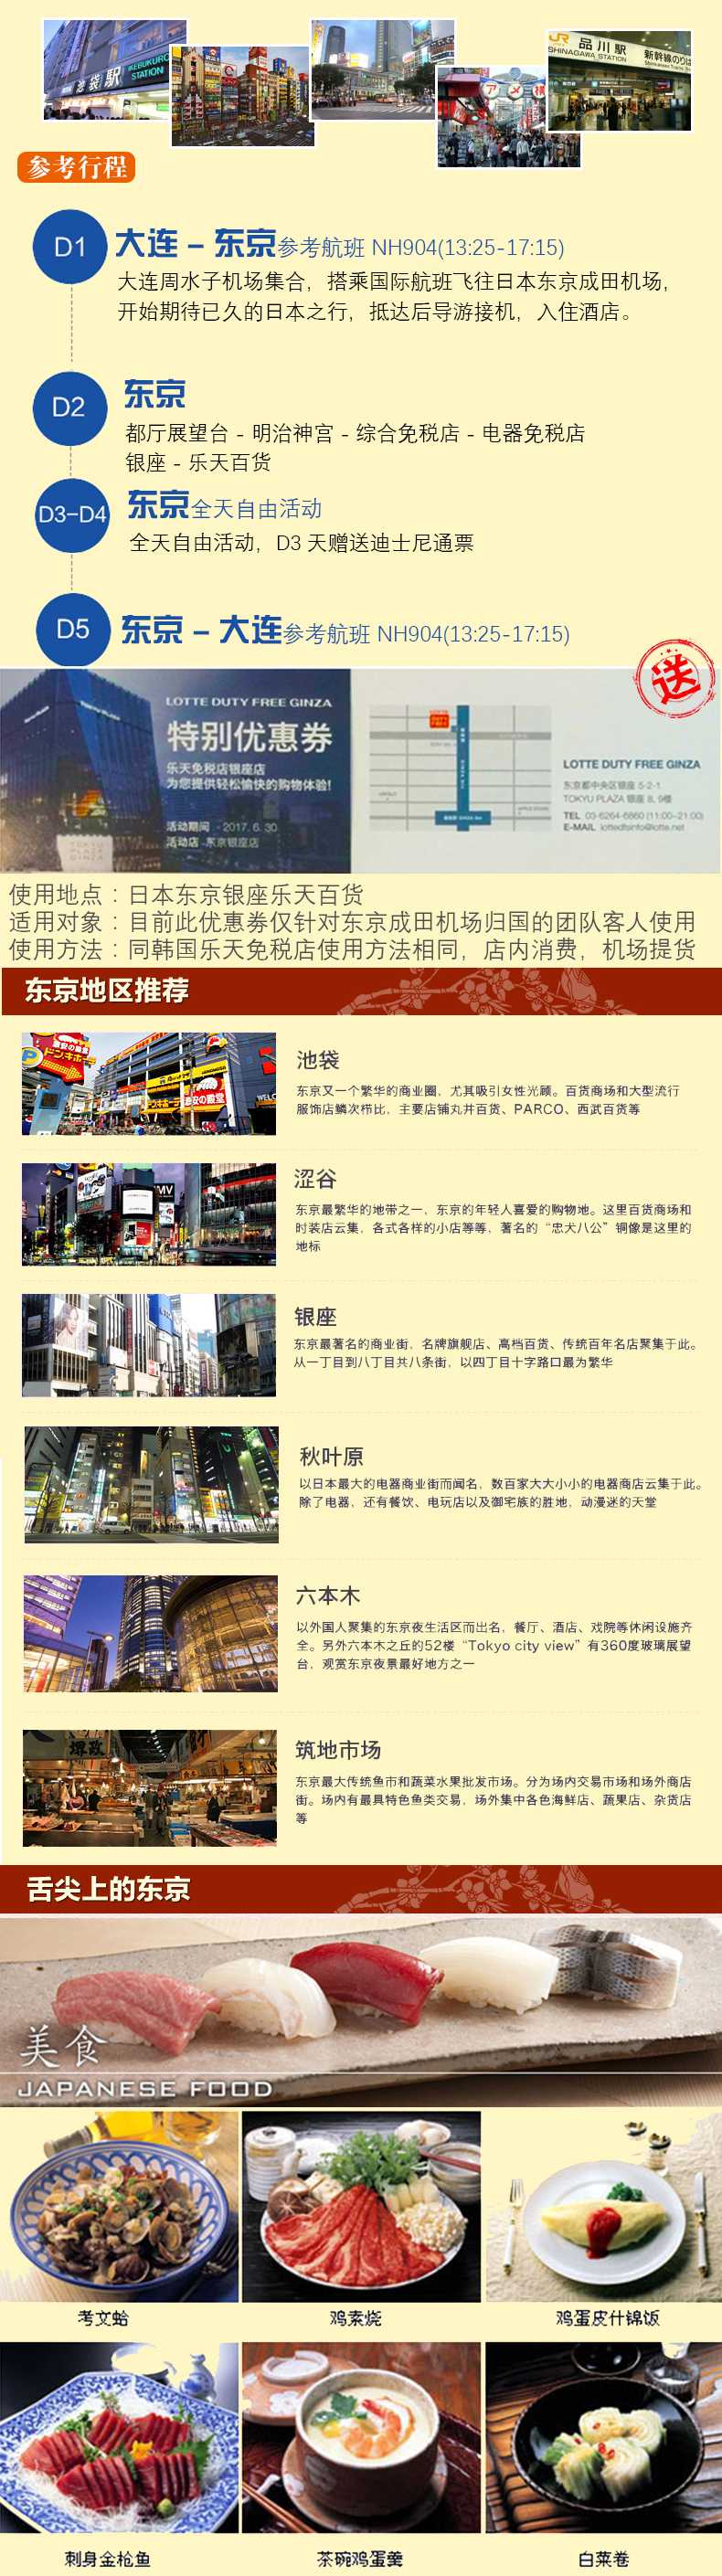 池袋駅
IKEBUKURO
STATION
アメ横
JR
品川駅
SHINAGAWA STATION
新幹線のりば
参考行程
D1
大连 – 东京参考航班 NH904(13:25-17:15)
大连周水子机场集合，搭乘国际航班飞往日本东京成田机场，
开始期待已久的日本之行，抵达后导游接机，入住酒店。
D2
东京
都厅展望台 - 明治神宫 - 综合免税店 - 电器免税店
银座 - 乐天百货
D3-D4
东京全天自由活动
全天自由活动，D3 天赠送迪士尼通票
D5
东京 – 大连参考航班 NH904(13:25-17:15)
送
LOTTE DUTY FREE GINZA
特别优惠券
乐天免税店银座店
为您提供轻松愉快的购物体验!
活动期间 - 2017. 6. 30
活动店 - 东京银座店
TOKYU
PLAZA
GINZA
LOTTE
DUTY
FREE
LOTTE DUTY FREE GINZA
东京都中央区银座 5-2-1
TOKYU PLAZA 银座 8, 9楼
TEL 03-6264-6860 (11:00~21:00)
E-MAIL lottedfsinfo@lotte.net
使用地点：日本东京银座乐天百货
适用对象：目前此优惠券仅针对东京成田机场归国的团队客人使用
使用方法：同韩国乐天免税店使用方法相同，店内消费，机场提货
东京地区推荐
池袋
东京又一个繁华的商业圈，尤其吸引女性光顾。百货商场和大型流行
服饰店鳞次栉比，主要店铺丸井百货、PARCO、西武百货等
涩谷
东京最繁华的地带之一，东京的年轻人喜爱的购物地。这里百货商场和
时装店云集，各式各样的小店等等，著名的“忠犬八公”铜像是这里的
地标
银座
东京最著名的商业街，名牌旗舰店、高档百货、传统百年名店聚集于此。
从一丁目到八丁目共八条街，以四丁目十字路口最为繁华
秋叶原
以日本最大的电器商业街而闻名，数百家大大小小的电器商店云集于此。
除了电器，还有餐饮、电玩店以及御宅族的胜地，动漫迷的天堂
六本木
以外国人聚集的东京夜生活区而出名，餐厅、酒店、戏院等休闲设施齐
全。另外六本木之丘的52楼“Tokyo city view”有360度玻璃展望
台，观赏东京夜景最好地方之一
筑地市场
东京最大传统鱼市和蔬菜水果批发市场。分为场内交易市场和场外商店
街。场内有最具特色鱼类交易，场外集中各色海鲜店、蔬果店、杂货店
等
舌尖上的东京
美食
JAPANESE FOOD
考文蛤
鸡素烧
鸡蛋皮什锦饭
刺身金枪鱼
茶碗鸡蛋羹
白菜卷